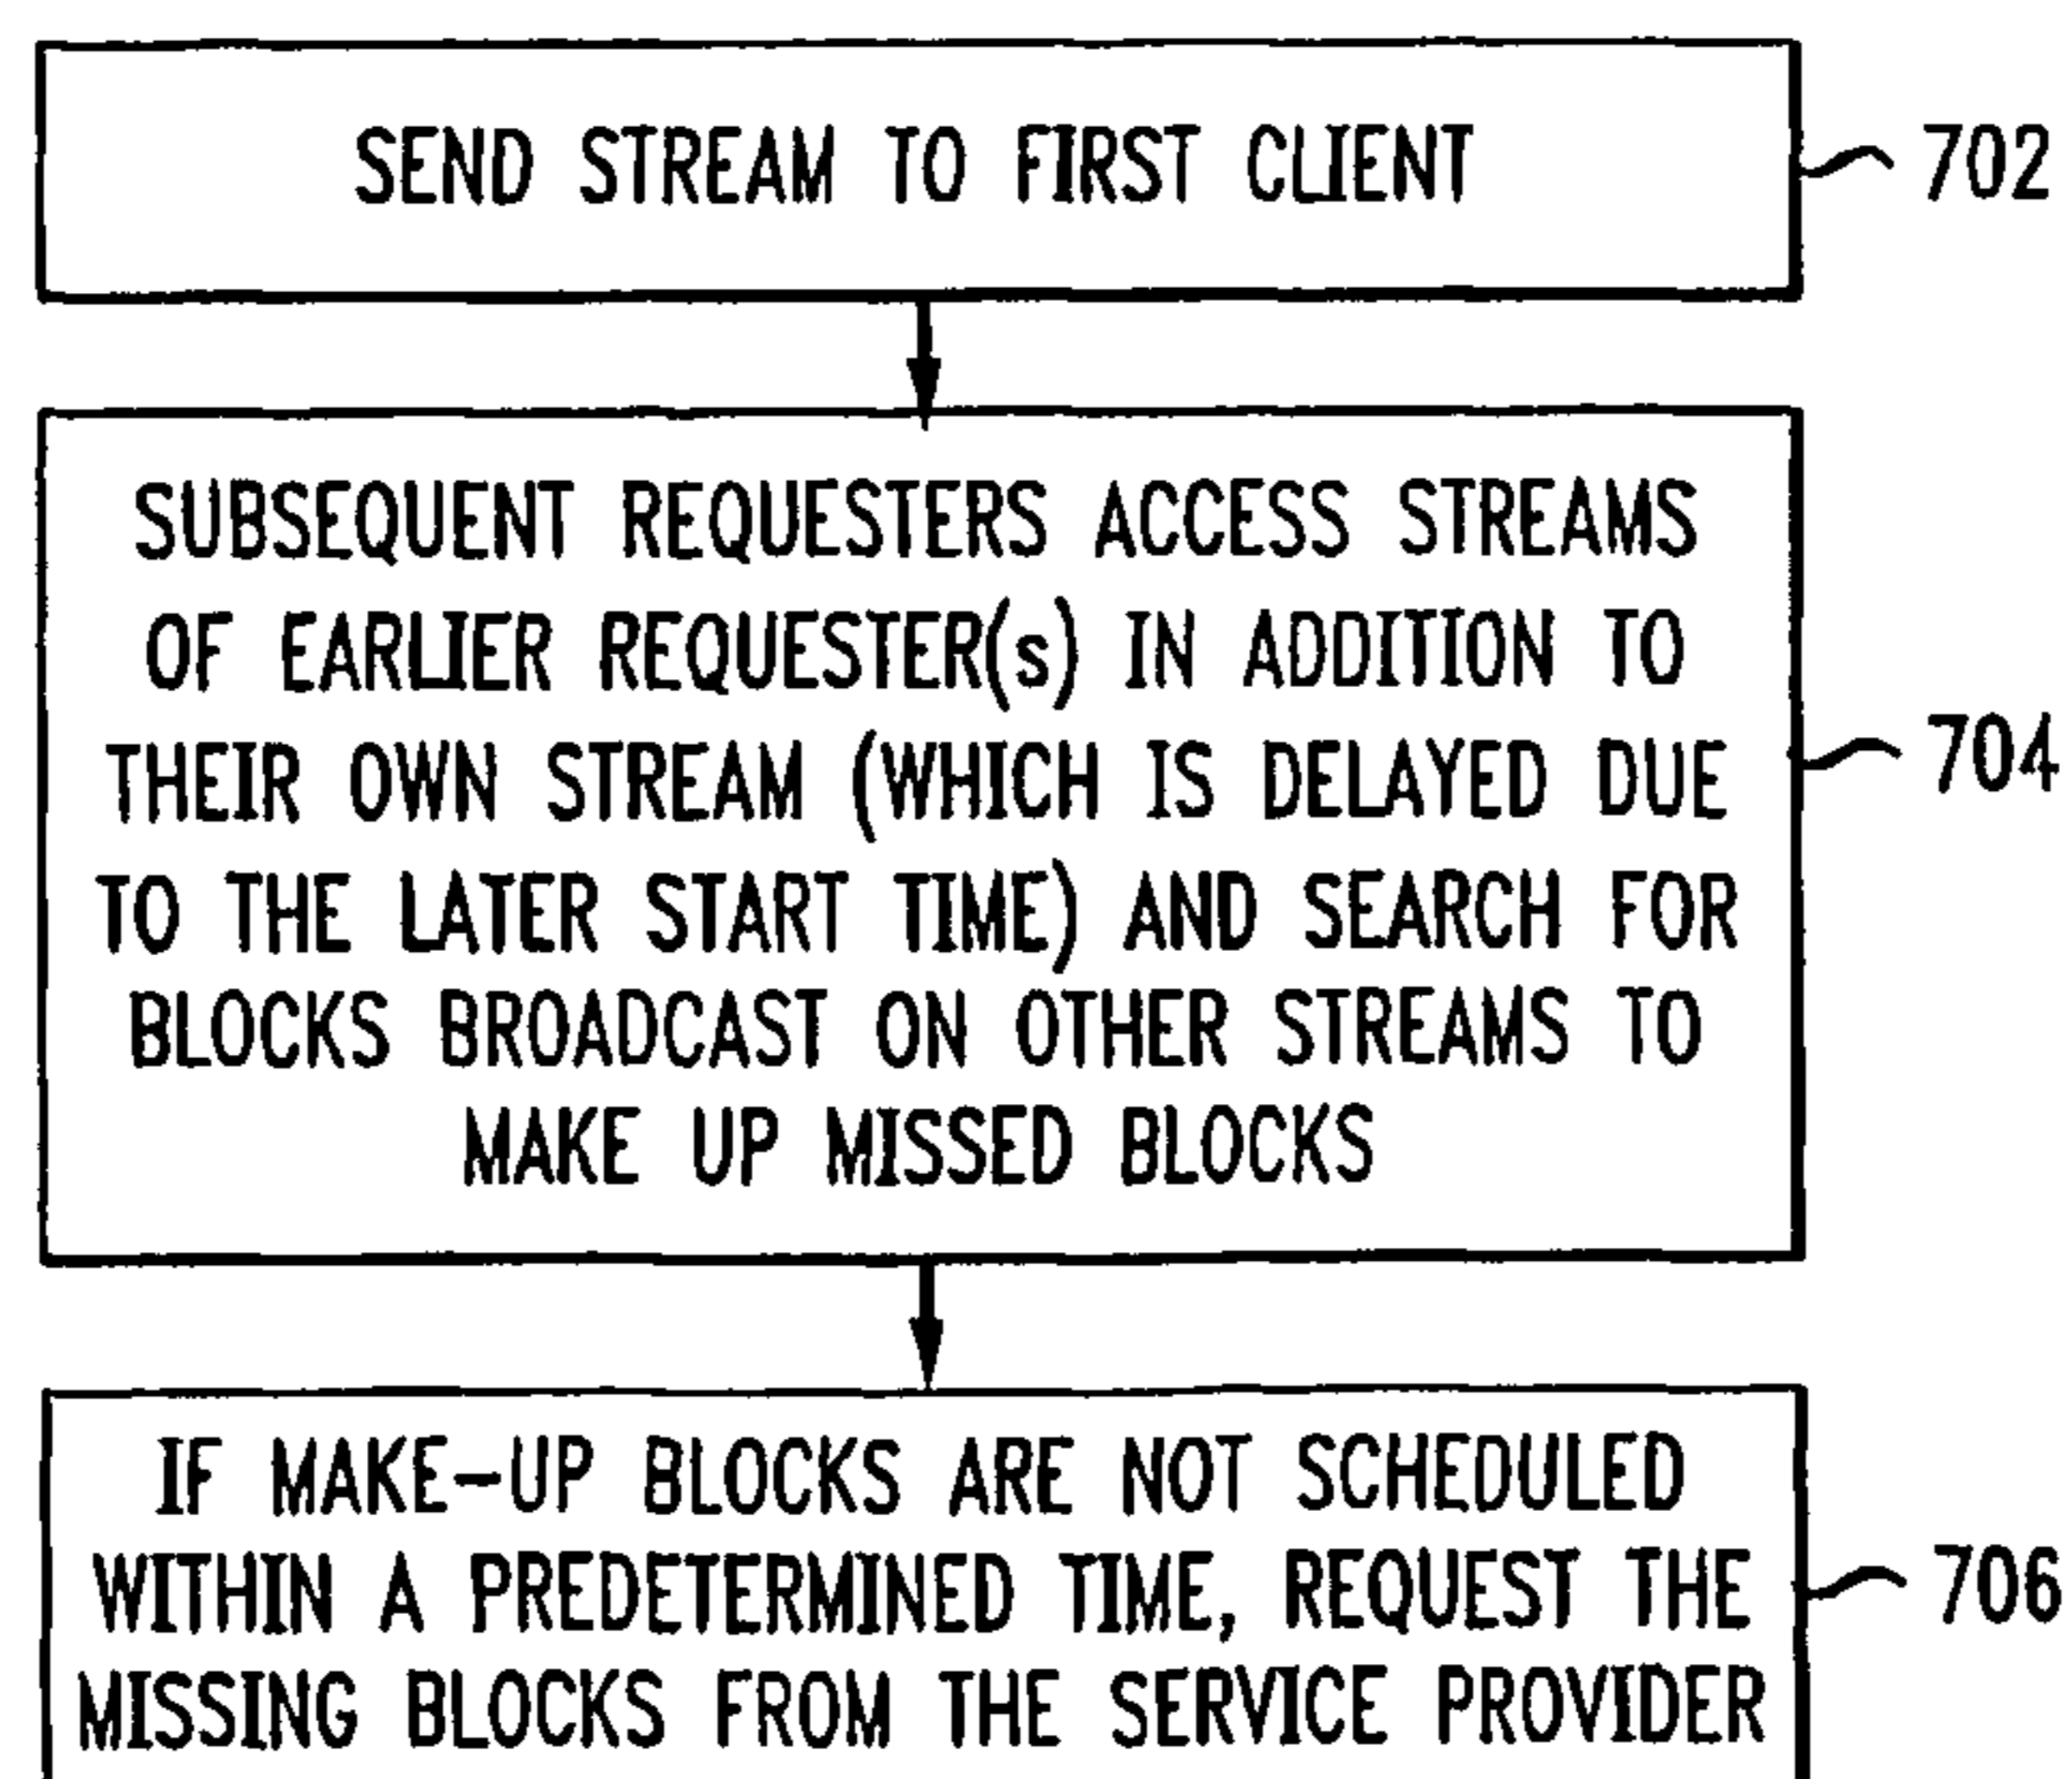 SEND STREAM TO FIRST CLIENT
702
SUBSEQUENT REQUESTERS ACCESS STREAMS
OF EARLIER REQUESTER(s) IN ADDITION TO
THEIR OWN STREAM (WHICH IS DELAYED DUE
TO THE LATER START TIME) AND SEARCH FOR
BLOCKS BROADCAST ON OTHER STREAMS TO
MAKE UP MISSED BLOCKS
704
IF MAKE-UP BLOCKS ARE NOT SCHEDULED
WITHIN A PREDETERMINED TIME, REQUEST THE
MISSING BLOCKS FROM THE SERVICE PROVIDER
706